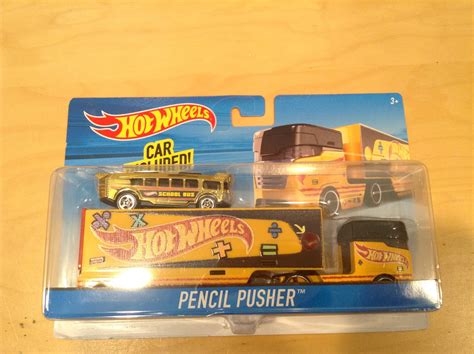 HOT WHEELS
3+
CAR
INCLUDED!
SCHOOL BUS
HOT WHEELS
HOT WHEELS
PENCIL PUSHER™